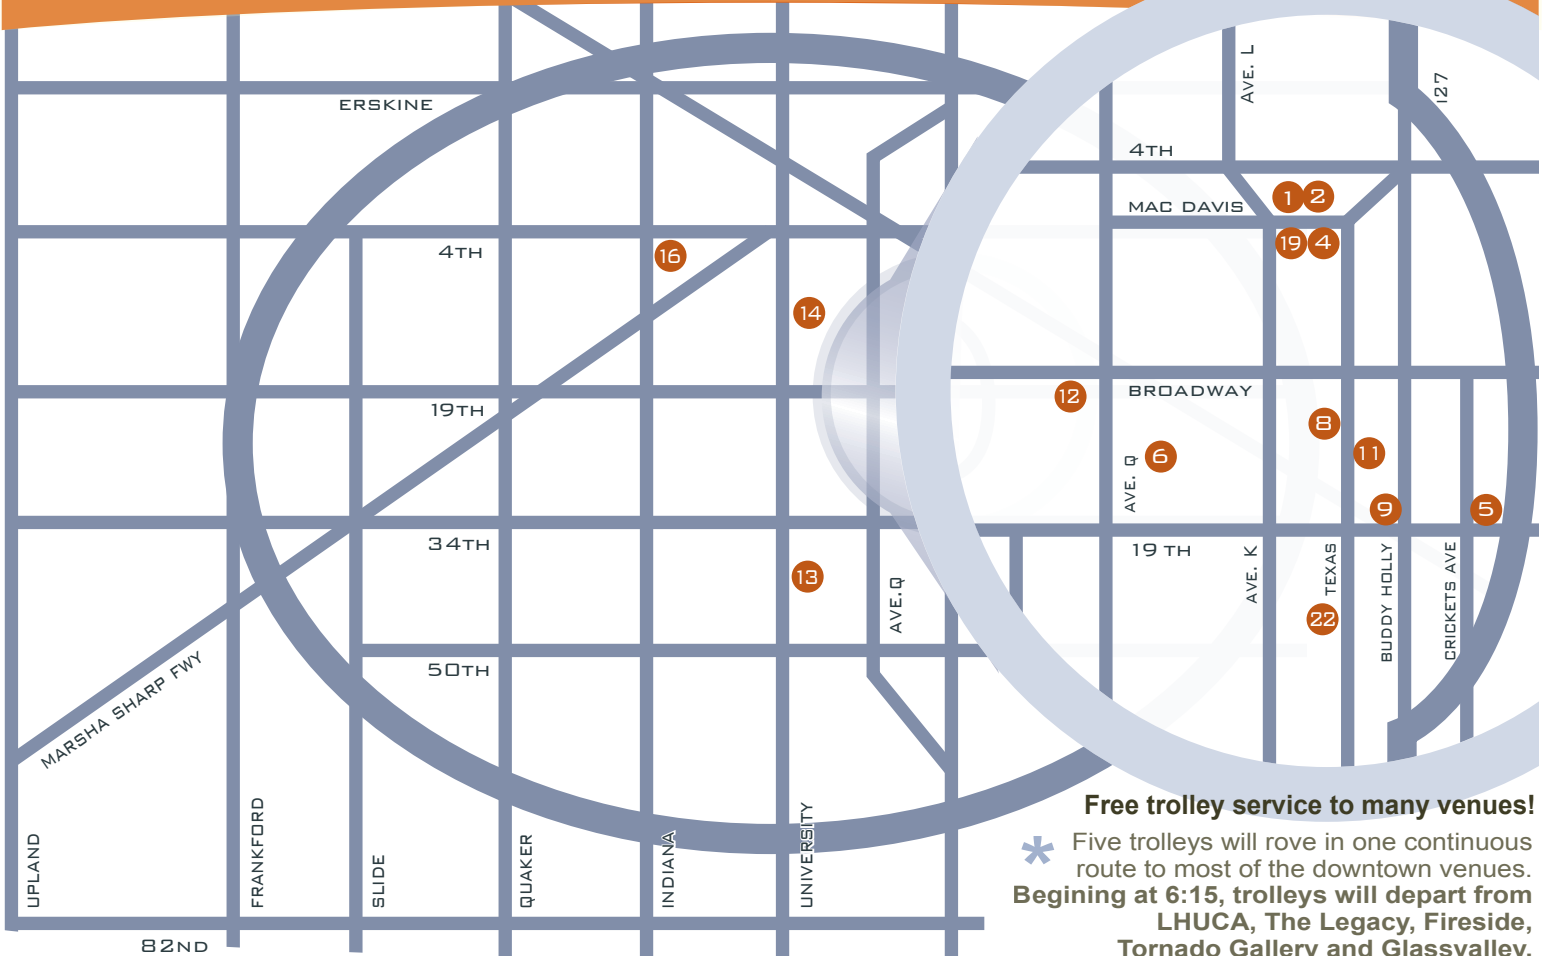 ERSKINE
4TH
16
14
19TH
34TH
13
AVE.Q
50TH
MARSHA SHARP FWY
UPLAND
FRANKFORD
SLIDE
QUAKER
INDIANA
UNIVERSITY
82ND
AVE. L
I27
4TH
1
2
MAC DAVIS
19
4
12
BROADWAY
8
11
AVE. Q
6
9
5
19 TH
AVE. K
TEXAS
BUDDY HOLLY
CRICKETS AVE
22
Free trolley service to many venues!
* Five trolleys will rove in one continuous
route to most of the downtown venues.
Begining at 6:15, trolleys will depart from
LHUCA, The Legacy, Fireside,
Tornado Gallery and Glassvalley.